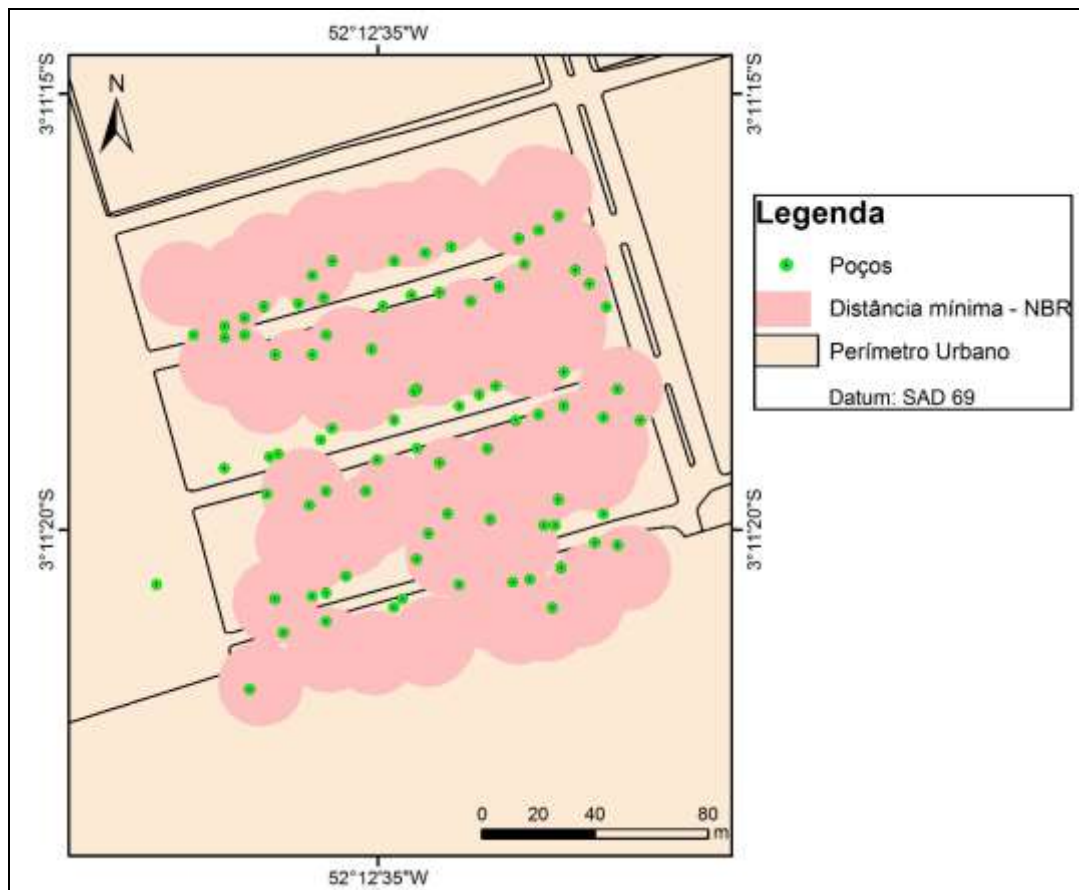 52°12'35"W
3°11'15"S
3°11'15"S
N
Legenda
Poços
Distância mínima - NBR
Perímetro Urbano
Datum: SAD 69
3°11'20"S
3°11'20"S
0 20 40 80
m
52°12'35"W